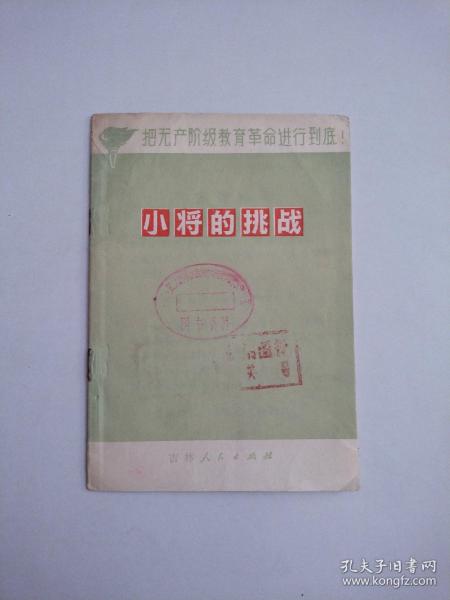 把无产阶级教育革命进行到底！
小将的挑战
吉林人民出版社
孔夫子旧书网
www.kongfz.com